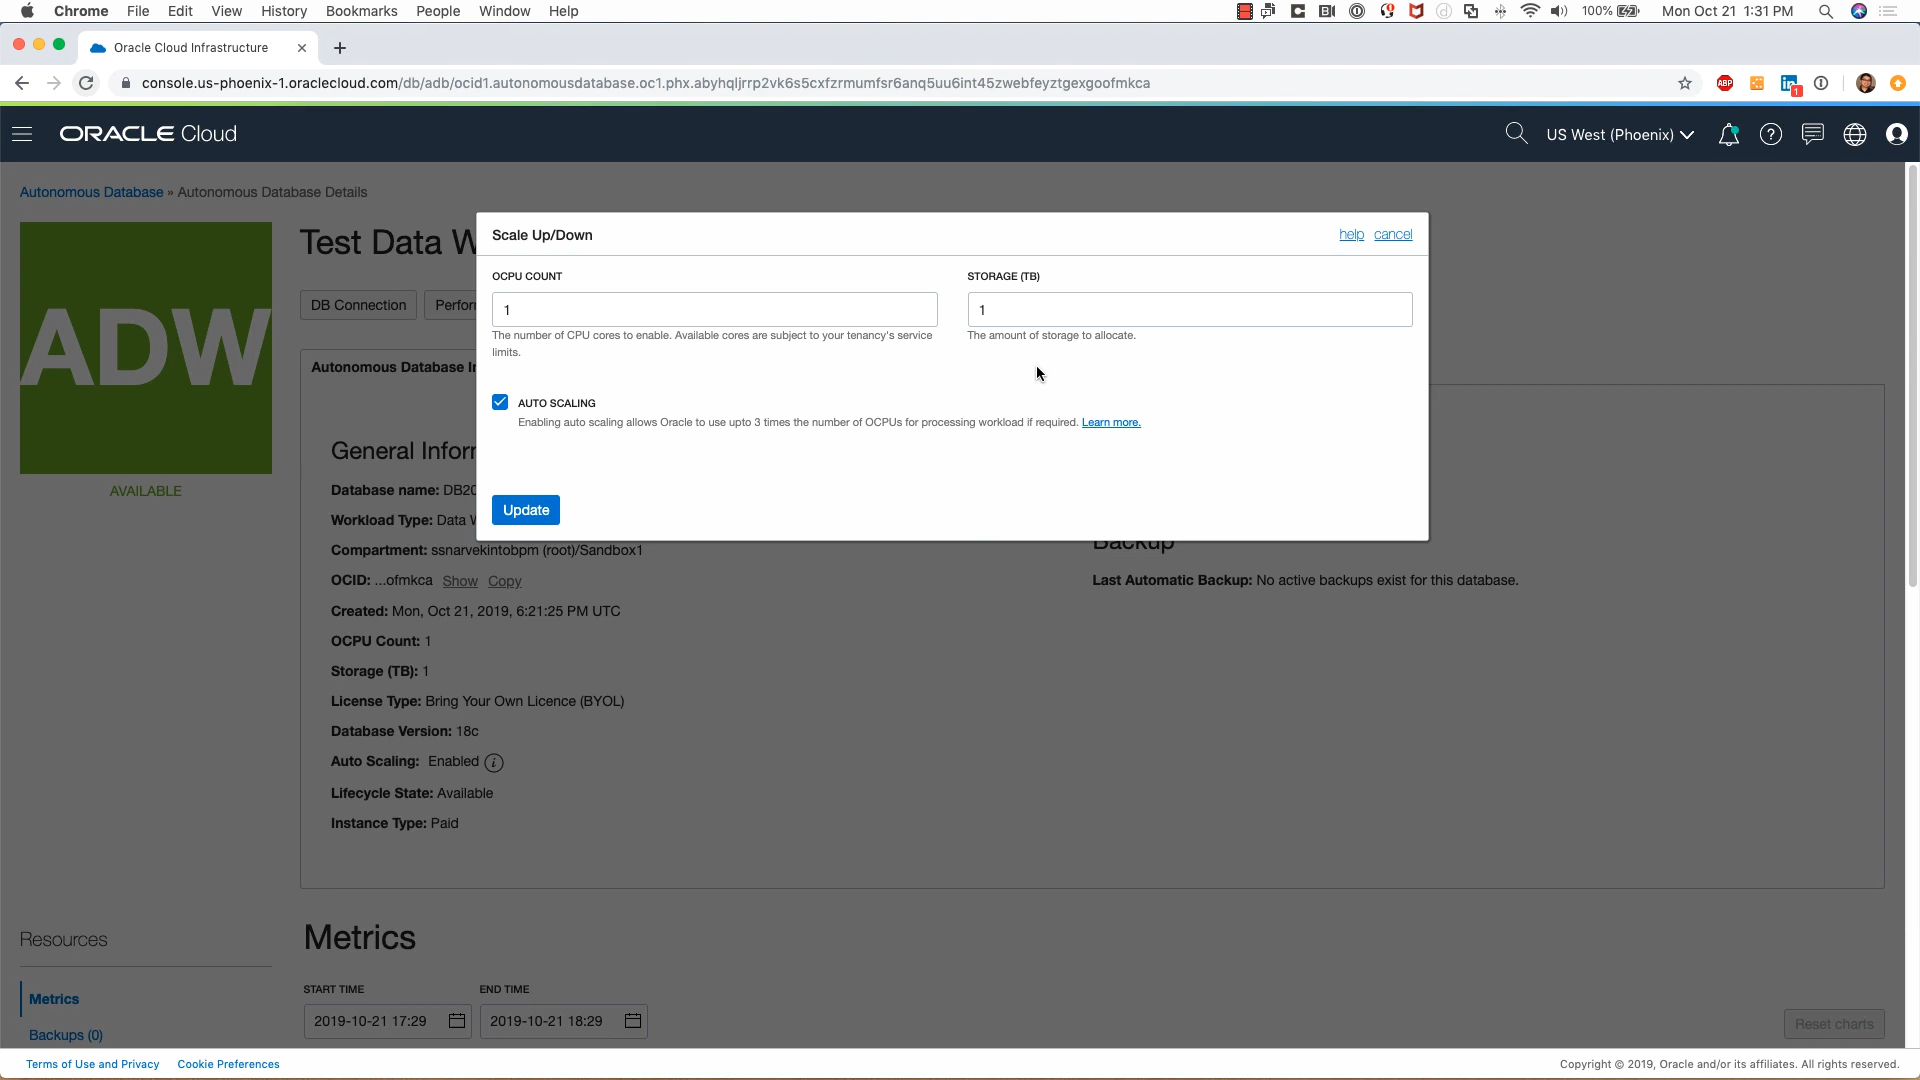 Chrome File Edit View History Bookmarks People Window Help 100% Mon Oct 21 1:31 PM
Oracle Cloud Infrastructure
console.us-phoenix-1.oraclecloud.com/db/adb/ocid1.autonomousdatabase.oc1.phx.abyhqljrrp2vk6s5cxfzrmumfsr6anq5uu6int45zwebfeyztgexgoofmkca
ABP
in
1
ORACLE Cloud
US West (Phoenix)
Autonomous Database » Autonomous Database Details
ADW
AVAILABLE
Test Data W
DB Connection
Perforn
Autonomous Database In
Scale Up/Down
help cancel
OCPU COUNT
1
The number of CPU cores to enable. Available cores are subject to your tenancy's service
limits.
STORAGE (TB)
1
The amount of storage to allocate.
AUTO SCALING
Enabling auto scaling allows Oracle to use upto 3 times the number of OCPUs for processing workload if required. Learn more.
Update
General Inforn
Database name: DB20
Workload Type: Data W
Compartment: ssnarvekintobpm (root)/Sandbox1
OCID: ...ofmkca Show Copy
Created: Mon, Oct 21, 2019, 6:21:25 PM UTC
OCPU Count: 1
Storage (TB): 1
License Type: Bring Your Own Licence (BYOL)
Database Version: 18c
Auto Scaling: Enabled
Lifecycle State: Available
Instance Type: Paid
Backup
Last Automatic Backup: No active backups exist for this database.
Resources
Metrics
Backups (0)
Metrics
START TIME
2019-10-21 17:29
END TIME
2019-10-21 18:29
Reset charts
Terms of Use and Privacy Cookie Preferences
Copyright © 2019, Oracle and/or its affiliates. All rights reserved.